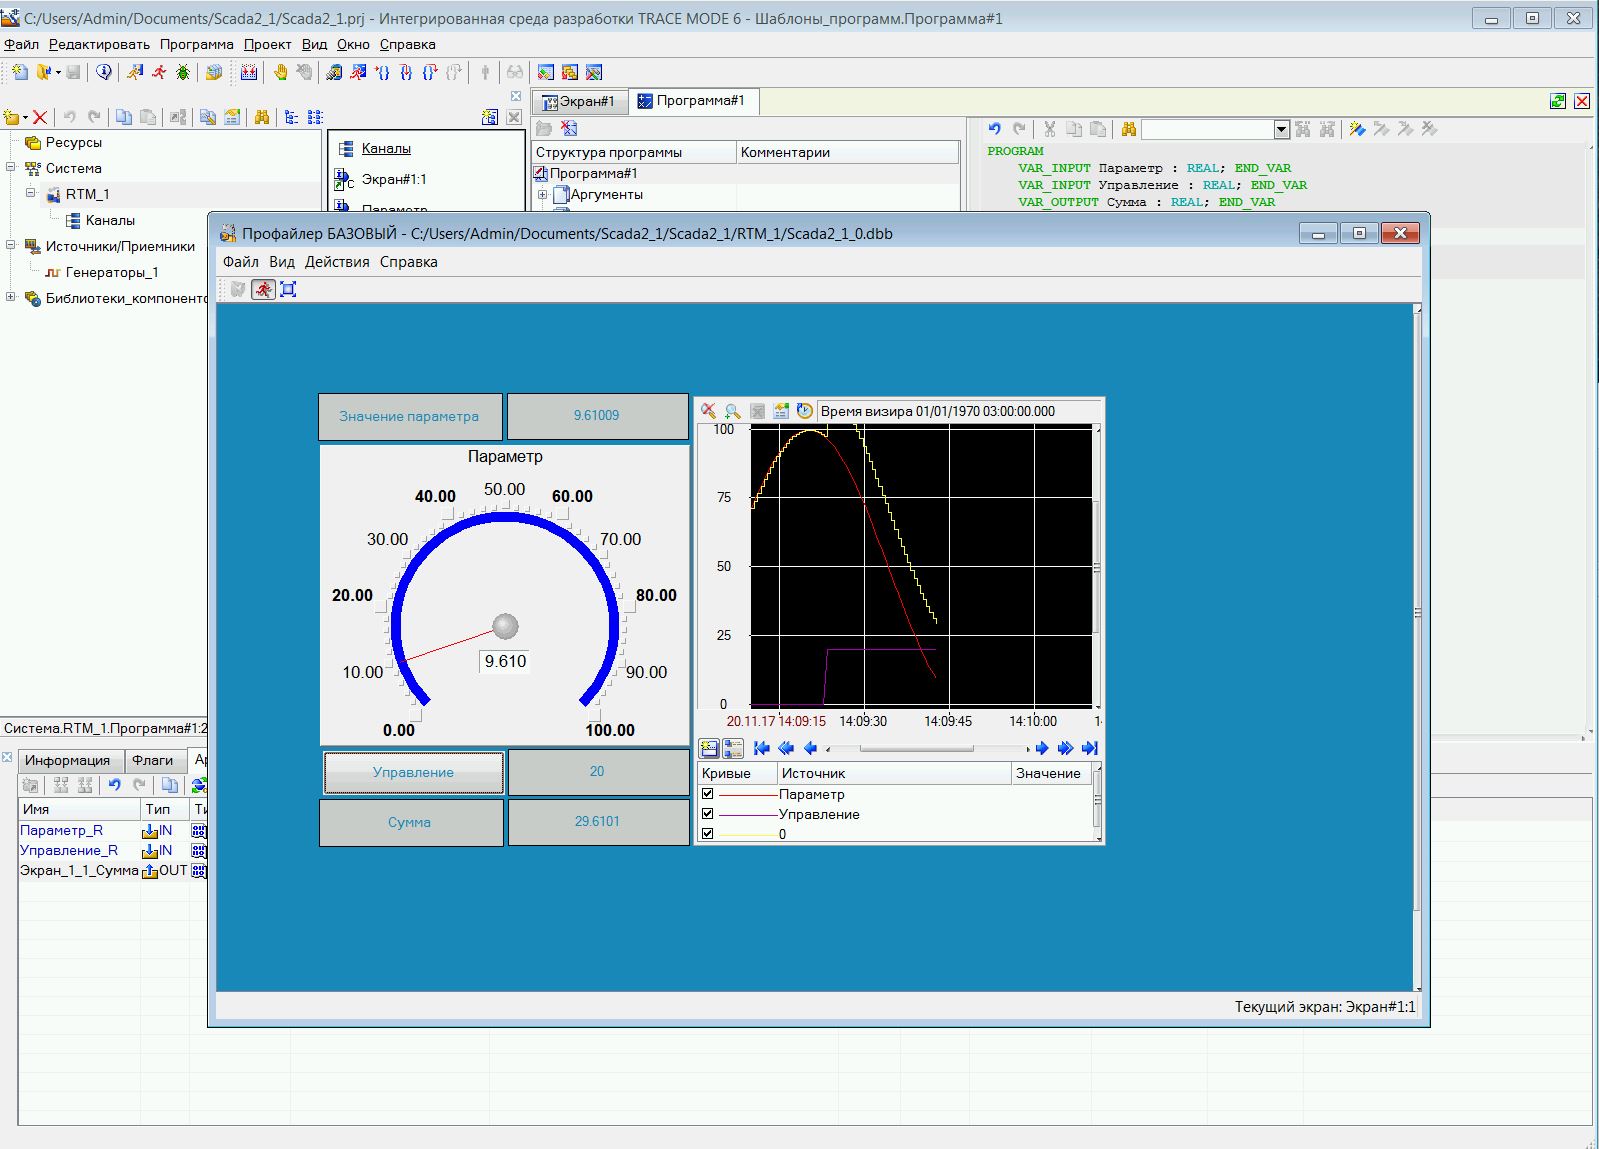 C:/Users/Admin/Documents/Scada2_1/Scada2_1.prj - Интегрированная среда разработки TRACE MODE 6 - Шаблоны_программ.Программа#1
Файл Редактировать Программа Проект Вид Окно Справка
Экран#1 Программа#1
Ресурсы
Система
RTM_1
Каналы
Источники/Приемники
Генераторы_1
Библиотеки_компоненто
Каналы
Экран#1:1
Параметр
Структура программы Комментарии
Программа#1
Аргументы
PROGRAM
VAR_INPUT Параметр : REAL; END_VAR
VAR_INPUT Управление : REAL; END_VAR
VAR_OUTPUT Сумма : REAL; END_VAR
Профайлер БАЗОВЫЙ - C:/Users/Admin/Documents/Scada2_1/Scada2_1/RTM_1/Scada2_1_0.dbb
Файл Вид Действия Справка
Значение параметра 9.61009
Параметр
50.00
40.00 60.00
30.00 70.00
20.00 80.00
9.610
10.00 90.00
0.00 100.00
Управление 20
Сумма 29.6101
Время визира 01/01/1970 03:00:00.000
100
75
50
25
0
20.11.17 14:09:15 14:09:30 14:09:45 14:10:00 1
Кривые Источник Значение
Параметр
Управление
0
Текущий экран: Экран#1:1
Система.RTM_1.Программа#1:2
Информация Флаги А
Имя Тип Ти
Параметр_R IN
Управление_R IN
Экран_1_1_Сумма OUT